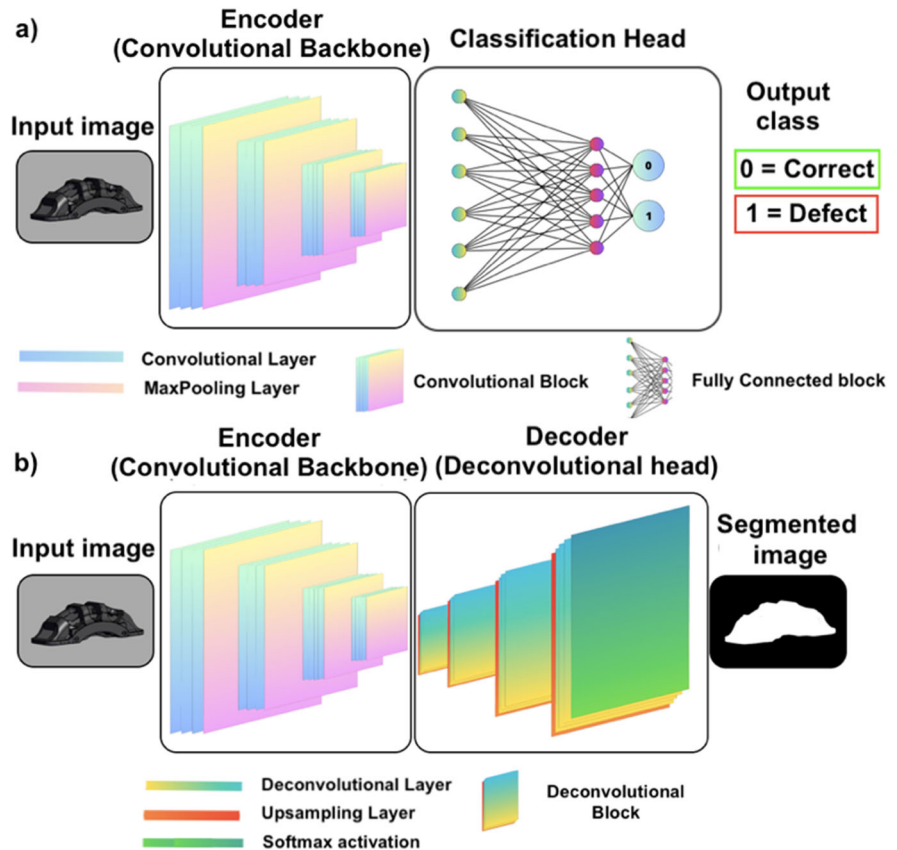 a)
Encoder
(Convolutional Backbone)
Classification Head
Input image
Output
class
0
1
0 = Correct
1 = Defect
Convolutional Layer
MaxPooling Layer
Convolutional Block
Fully Connected block
b)
Encoder
(Convolutional Backbone)
Decoder
(Deconvolutional head)
Input image
Segmented
image
Deconvolutional Layer
Upsampling Layer
Softmax activation
Deconvolutional
Block